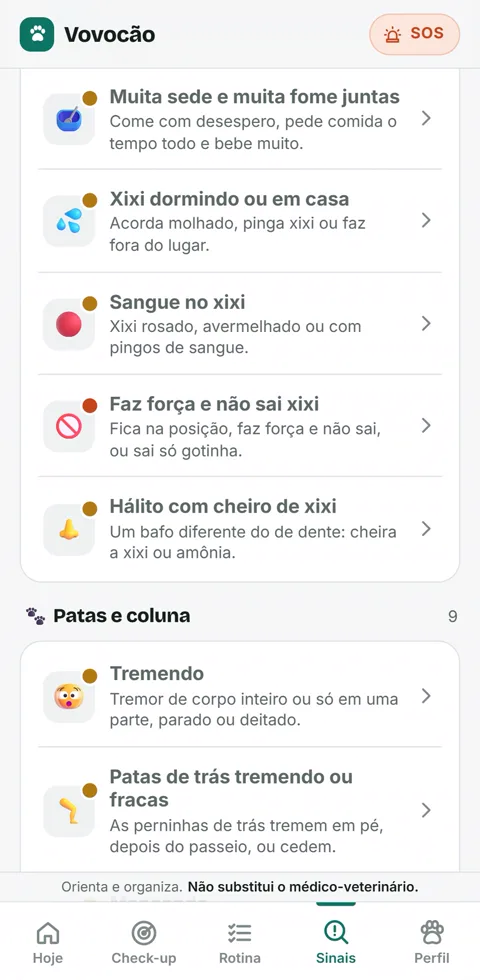 Vovocão
SOS
Muita sede e muita fome juntas
Come com desespero, pede comida o
tempo todo e bebe muito.
Xixi dormindo ou em casa
Acorda molhado, pinga xixi ou faz
fora do lugar.
Sangue no xixi
Xixi rosado, avermelhado ou com
pingos de sangue.
Faz força e não sai xixi
Fica na posição, faz força e não sai,
ou sai só gotinha.
Hálito com cheiro de xixi
Um bafo diferente do de dente: cheira
a xixi ou amônia.
Patas e coluna
9
Tremendo
Tremor de corpo inteiro ou só em uma
parte, parado ou deitado.
Patas de trás tremendo ou
fracas
As perninhas de trás tremem em pé,
depois do passeio, ou cedem.
Orienta e organiza. Não substitui o médico-veterinário.
Hoje
Check-up
Rotina
Sinais
Perfil